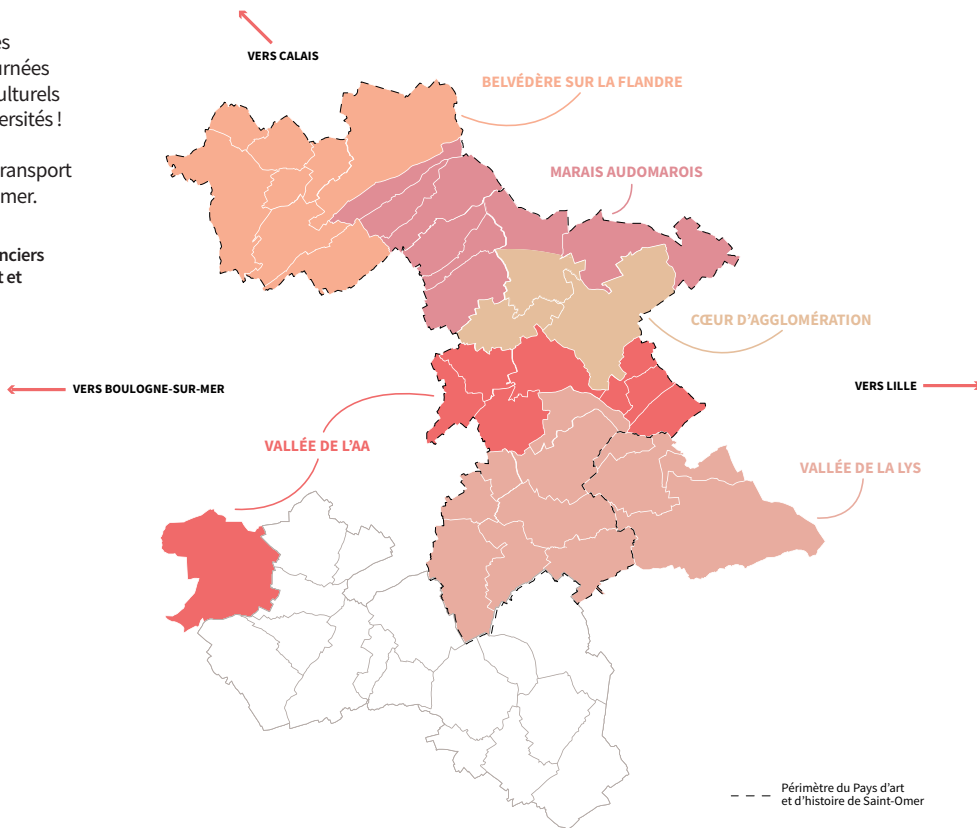 es
urnées
ulturels
ersités !
ransport
mer.
nciers
t et
VERS CALAIS
BELVÉDÈRE SUR LA FLANDRE
MARAIS AUDOMAROIS
CŒUR D’AGGLOMÉRATION
VERS BOULOGNE-SUR-MER
VERS LILLE
VALLÉE DE L’AA
VALLÉE DE LA LYS
Périmètre du Pays d’art
et d’histoire de Saint-Omer